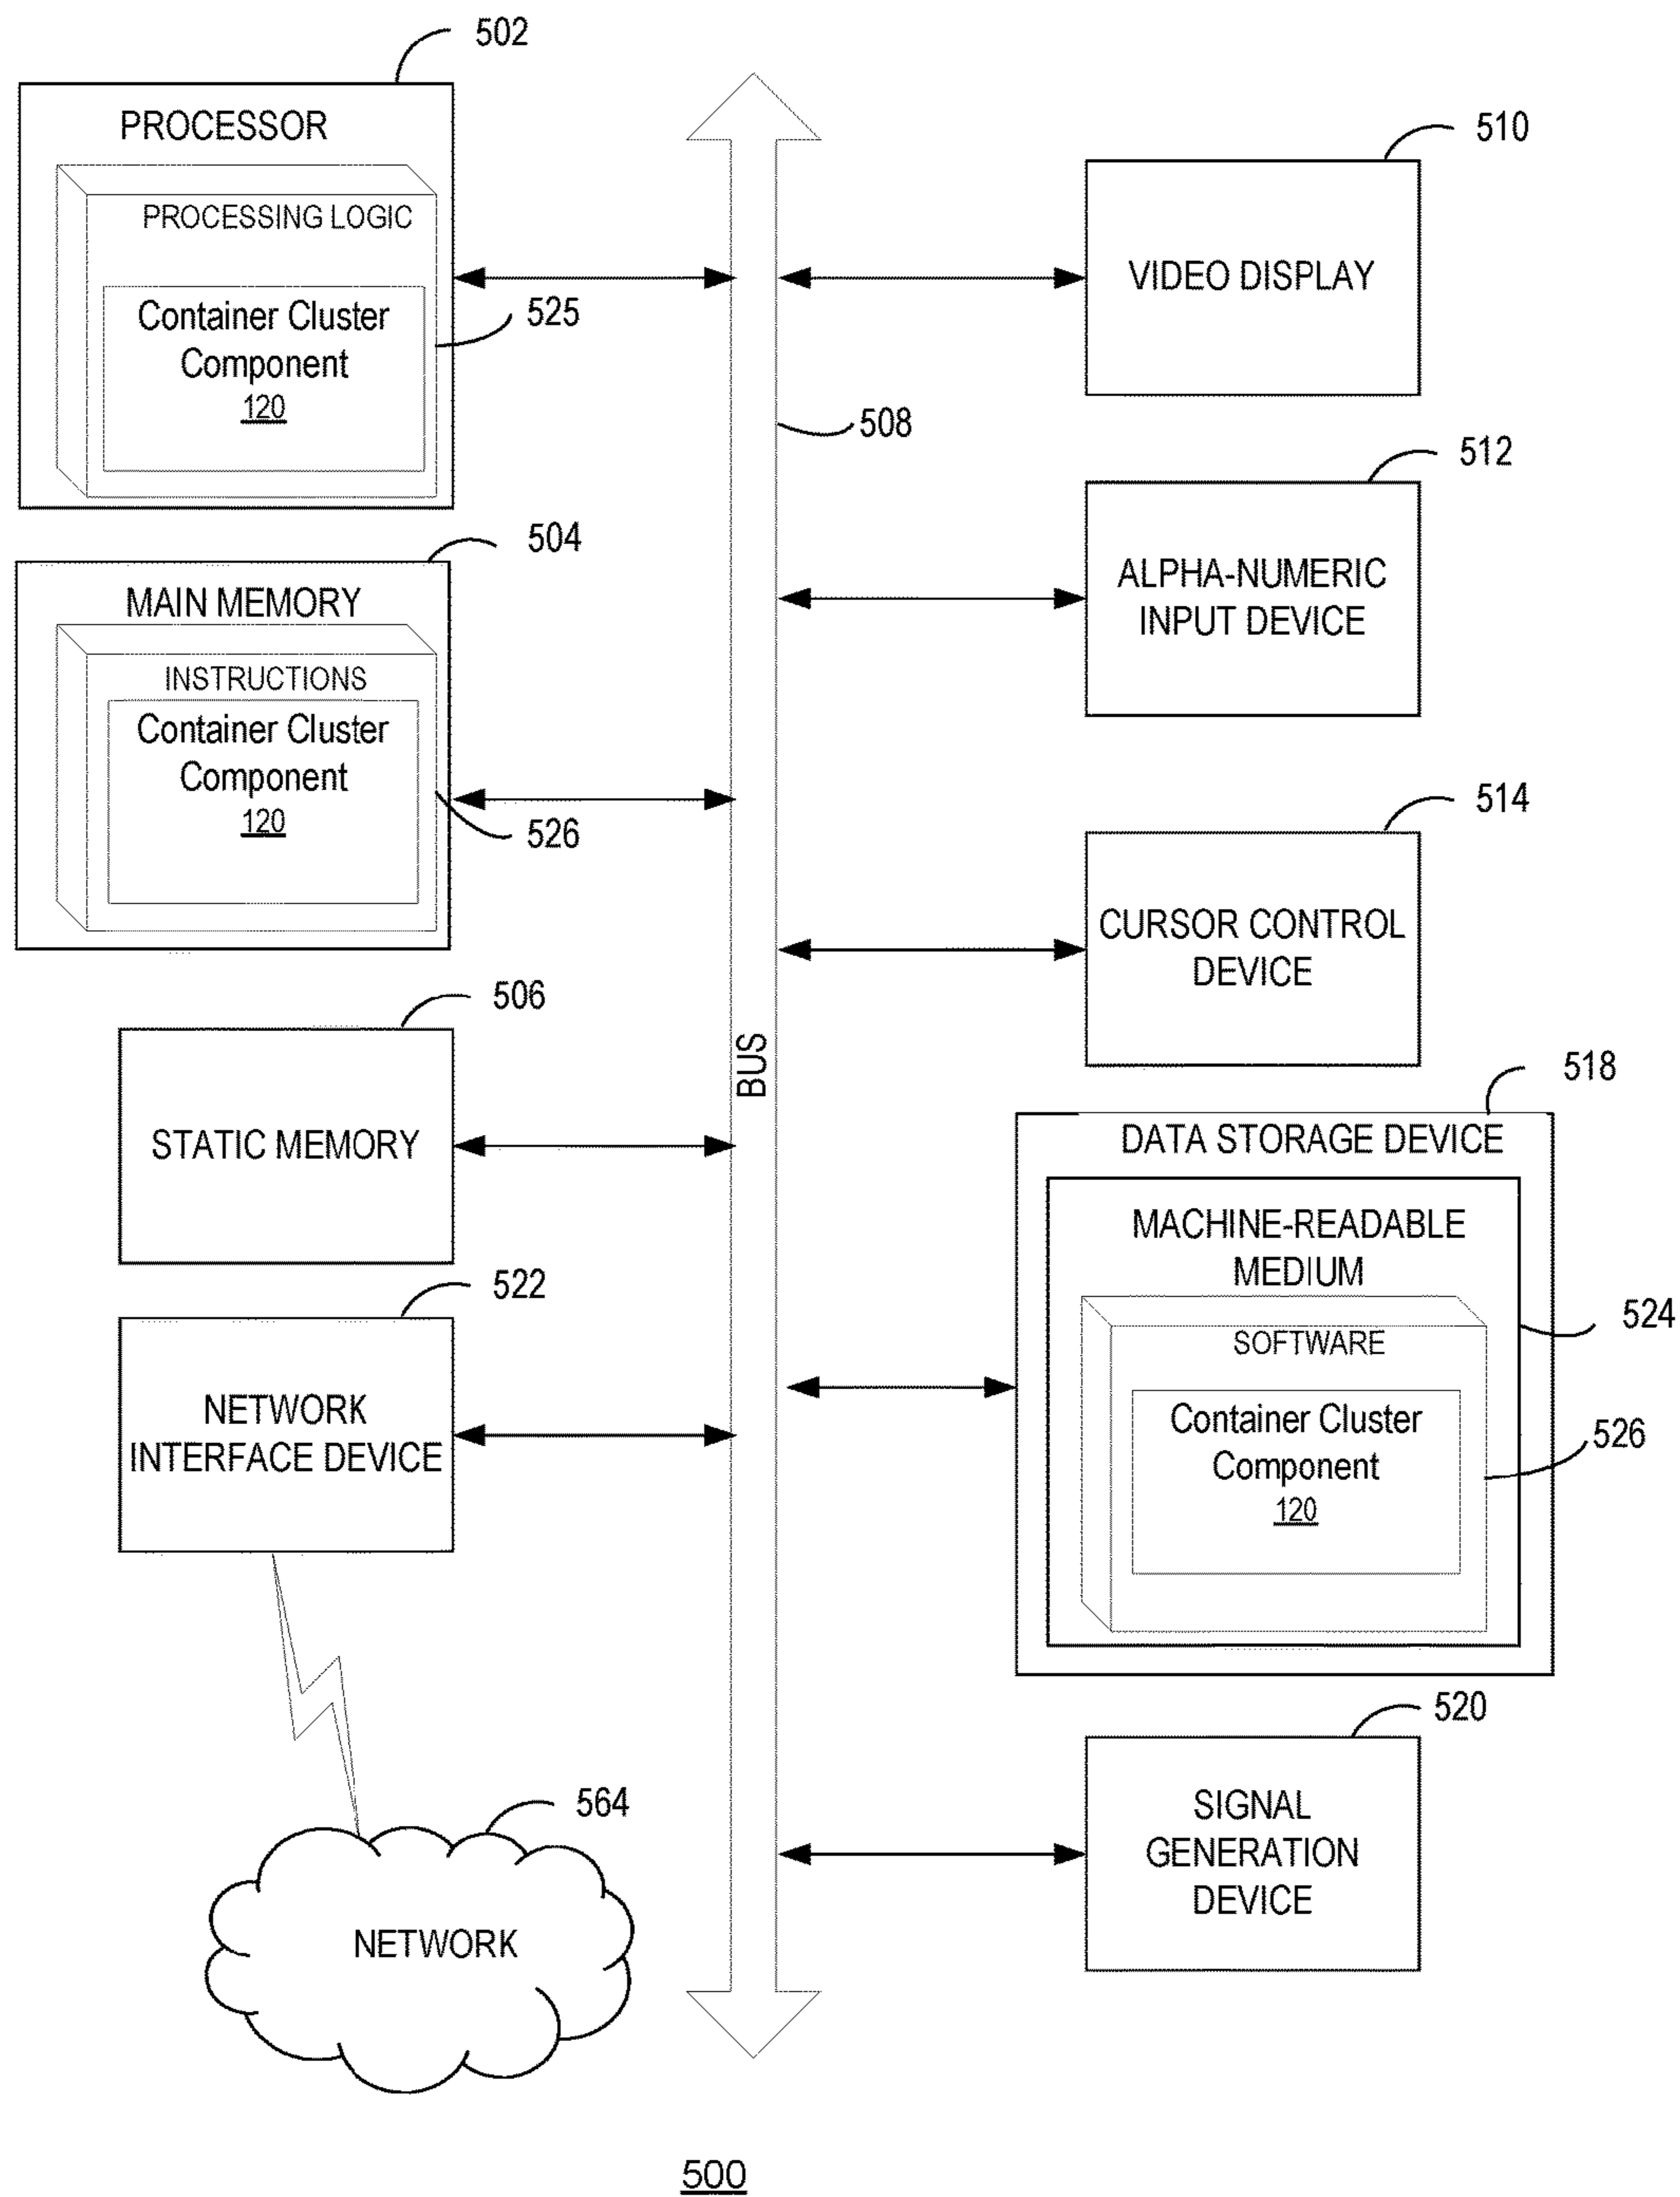 502
PROCESSOR
PROCESSING LOGIC
Container Cluster
Component
120
525
504
MAIN MEMORY
INSTRUCTIONS
Container Cluster
Component
120
526
506
STATIC MEMORY
522
NETWORK
INTERFACE DEVICE
564
NETWORK
BUS
508
510
VIDEO DISPLAY
512
ALPHA-NUMERIC
INPUT DEVICE
514
CURSOR CONTROL
DEVICE
518
DATA STORAGE DEVICE
MACHINE-READABLE
MEDIUM
524
SOFTWARE
Container Cluster
Component
120
526
520
SIGNAL
GENERATION
DEVICE
500